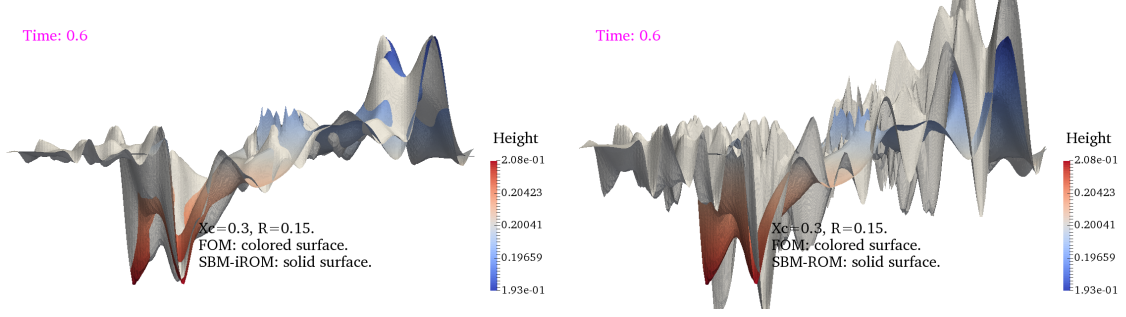 Time: 0.6
Height
2.08e-01
0.20423
0.20041
0.19659
1.93e-01
Xc=0.3, R=0.15.
FOM: colored surface.
SBM-iROM: solid surface.
Time: 0.6
Height
2.08e-01
0.20423
0.20041
0.19659
1.93e-01
Xc=0.3, R=0.15.
FOM: colored surface.
SBM-ROM: solid surface.